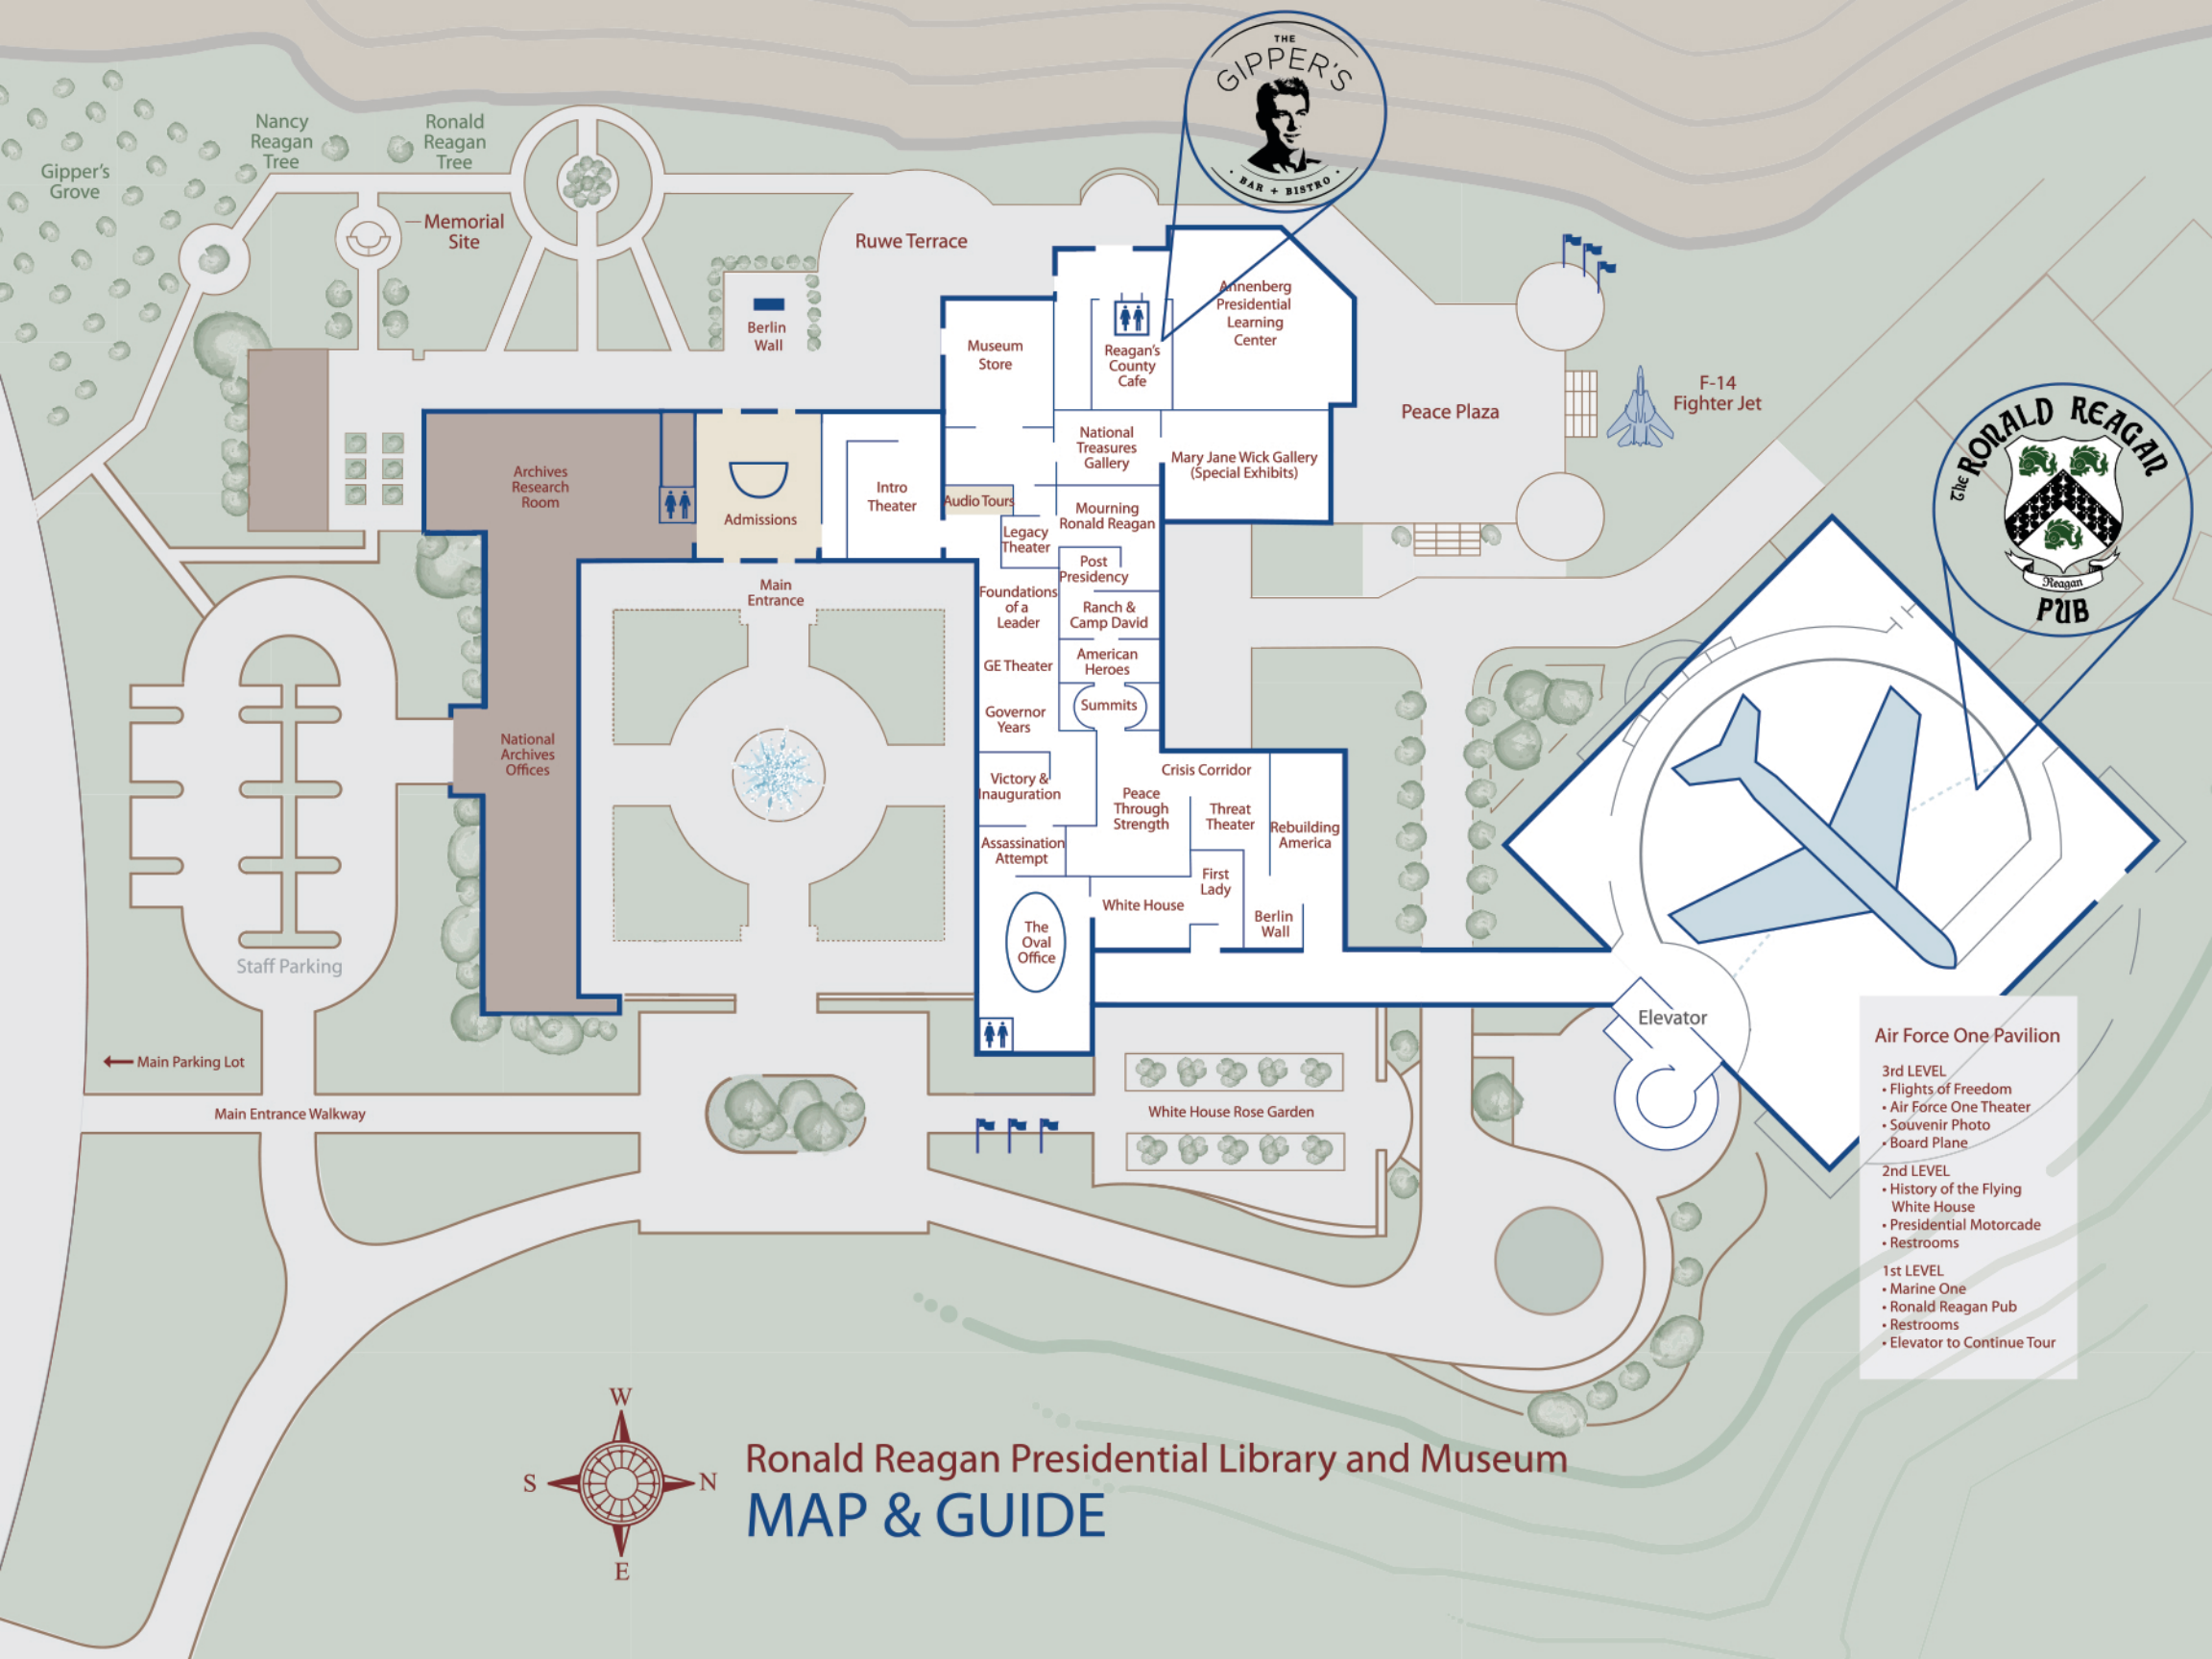 THE
GIPPER'S
• BAR + BISTRO •
Nancy
Reagan
Tree
Ronald
Reagan
Tree
Gipper's
Grove
Memorial
Site
Ruwe Terrace
Berlin
Wall
Museum
Store
Reagan's
County
Cafe
Annenberg
Presidential
Learning
Center
Peace Plaza
F-14
Fighter Jet
The RONALD REAGAN
Reagan
PUB
Archives
Research
Room
Admissions
Intro
Theater
Audio Tours
National
Treasures
Gallery
Mary Jane Wick Gallery
(Special Exhibits)
Mourning
Ronald Reagan
Legacy
Theater
Post
Presidency
Main
Entrance
Foundations
of a
Leader
Ranch &
Camp David
GE Theater
American
Heroes
Governor
Years
Summits
National
Archives
Offices
Victory &
Inauguration
Crisis Corridor
Peace
Through
Strength
Threat
Theater
Rebuilding
America
Assassination
Attempt
First
Lady
White House
Berlin
Wall
The
Oval
Office
Staff Parking
Elevator
Main Parking Lot
Main Entrance Walkway
White House Rose Garden
Air Force One Pavilion
3rd LEVEL
• Flights of Freedom
• Air Force One Theater
• Souvenir Photo
• Board Plane
2nd LEVEL
• History of the Flying
White House
• Presidential Motorcade
• Restrooms
1st LEVEL
• Marine One
• Ronald Reagan Pub
• Restrooms
• Elevator to Continue Tour
W
S
N
E
Ronald Reagan Presidential Library and Museum
MAP & GUIDE